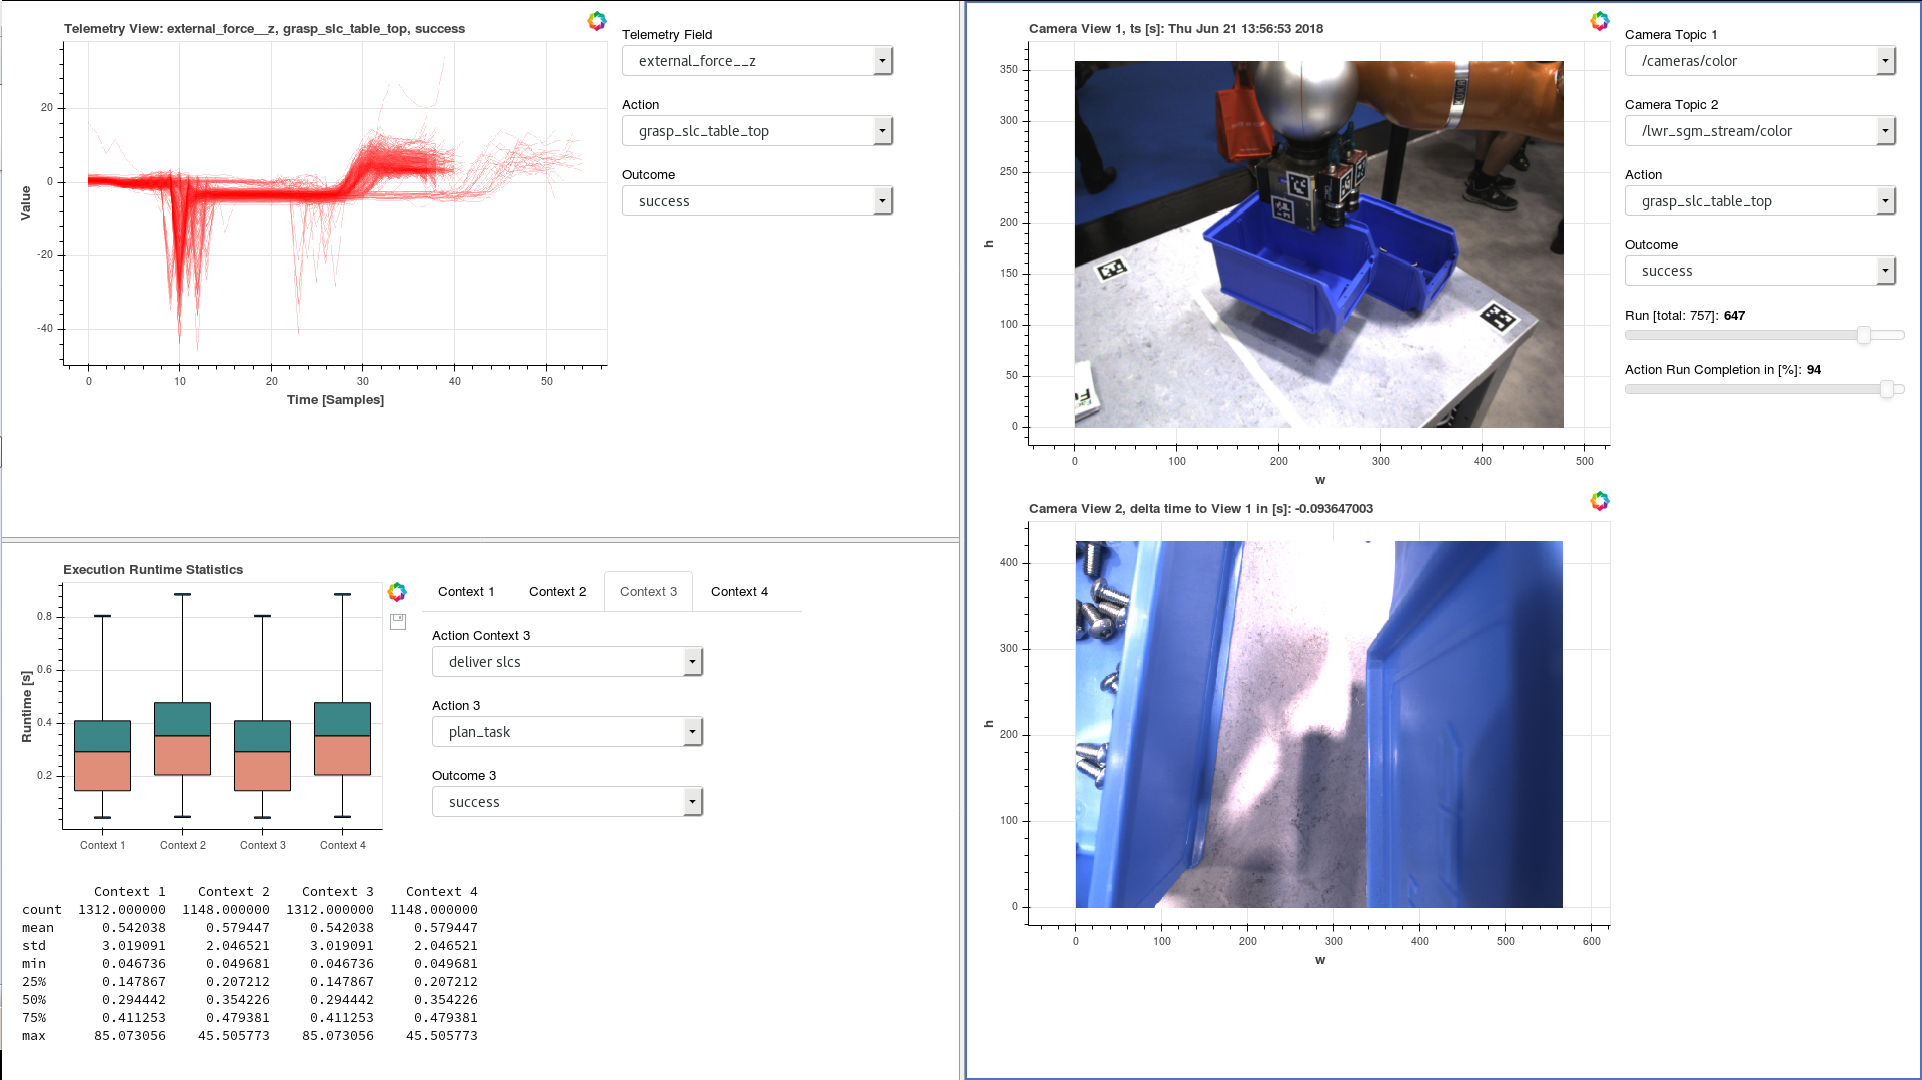 Telemetry View: external_force__z, grasp_slc_table_top, success
20
0
-20
-40
Value
0 10 20 30 40 50
Time [Samples]
Telemetry Field
external_force__z
Action
grasp_slc_table_top
Outcome
success
Execution Runtime Statistics
0.8
0.6
0.4
0.2
Runtime [s]
Context 1 Context 2 Context 3 Context 4
Context 1 Context 2 Context 3 Context 4
Action Context 3
deliver slcs
Action 3
plan_task
Outcome 3
success
Context 1 Context 2 Context 3 Context 4
count 1312.000000 1148.000000 1312.000000 1148.000000
mean 0.542038 0.579447 0.542038 0.579447
std 3.019091 2.046521 3.019091 2.046521
min 0.046736 0.049681 0.046736 0.049681
25% 0.147867 0.207212 0.147867 0.207212
50% 0.294442 0.354226 0.294442 0.354226
75% 0.411253 0.479381 0.411253 0.479381
max 85.073056 45.505773 85.073056 45.505773
Camera View 1, ts [s]: Thu Jun 21 13:56:53 2018
350
300
250
200
150
100
50
0
h
KUKA
0 100 200 300 400 500
w
Camera Topic 1
/cameras/color
Camera Topic 2
/lwr_sgm_stream/color
Action
grasp_slc_table_top
Outcome
success
Run [total: 757]: 647
Action Run Completion in [%]: 94
Camera View 2, delta time to View 1 in [s]: -0.093647003
400
300
200
100
0
h
0 100 200 300 400 500 600
w